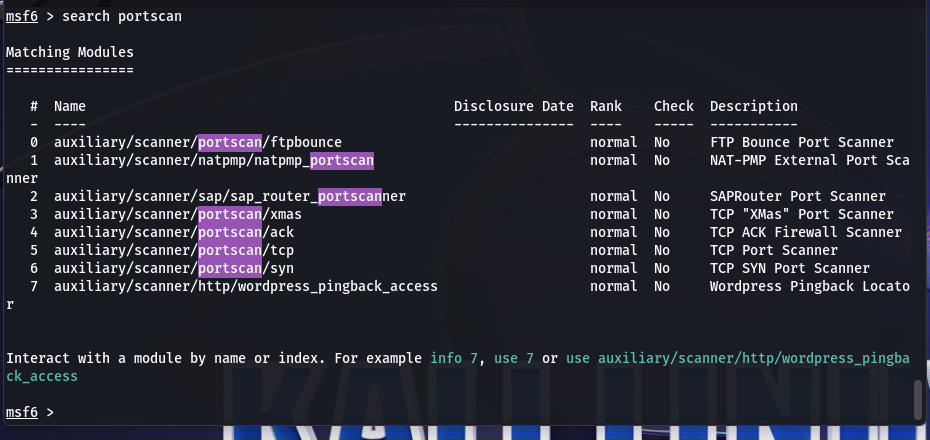 msf6 > search portscan
Matching Modules
================
#  Name                                        Disclosure Date  Rank    Check  Description
-  ----                                        ---------------  ----    -----  -----------
0  auxiliary/scanner/portscan/ftpbounce                         normal  No     FTP Bounce Port Scanner
1  auxiliary/scanner/natpmp/natpmp_portscan                     normal  No     NAT-PMP External Port Sca
nner
2  auxiliary/scanner/sap/sap_router_portscanner                 normal  No     SAPRouter Port Scanner
3  auxiliary/scanner/portscan/xmas                              normal  No     TCP "XMas" Port Scanner
4  auxiliary/scanner/portscan/ack                               normal  No     TCP ACK Firewall Scanner
5  auxiliary/scanner/portscan/tcp                               normal  No     TCP Port Scanner
6  auxiliary/scanner/portscan/syn                               normal  No     TCP SYN Port Scanner
7  auxiliary/scanner/http/wordpress_pingback_access             normal  No     Wordpress Pingback Locato
r
Interact with a module by name or index. For example info 7, use 7 or use auxiliary/scanner/http/wordpress_pingba
ck_access
msf6 >